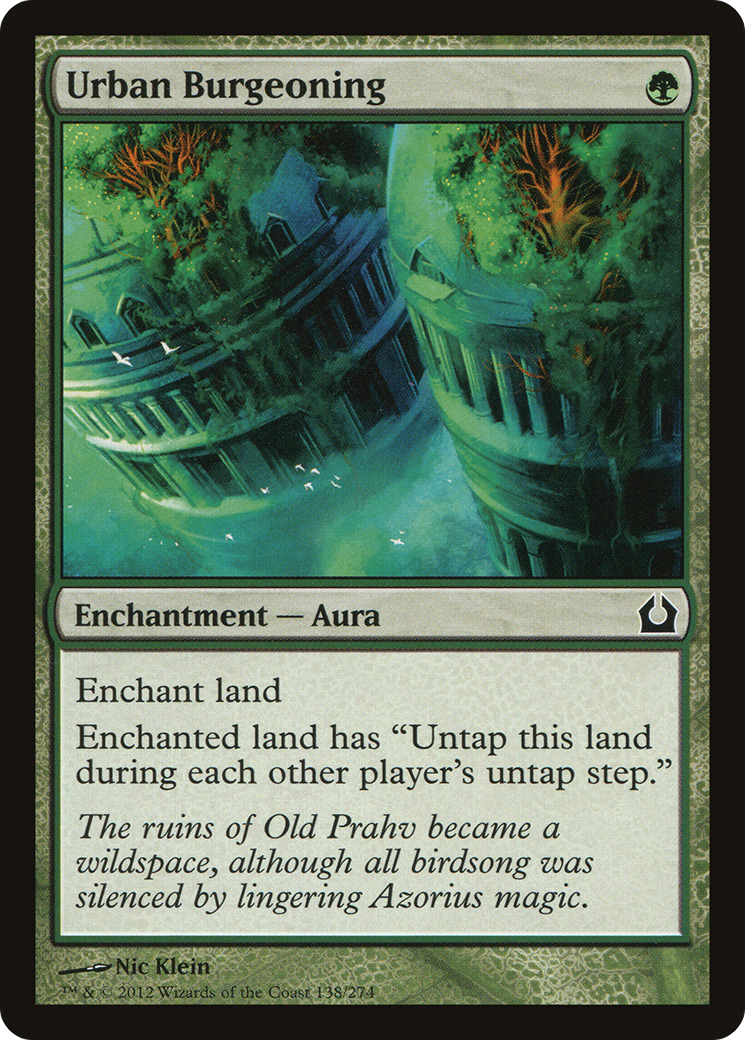 Urban Burgeoning
Enchantment — Aura
Enchant land
Enchanted land has “Untap this land
during each other player’s untap step.”
The ruins of Old Prahv became a
wildspace, although all birdsong was
silenced by lingering Azorius magic.
Nic Klein
™ & © 2012 Wizards of the Coast 138/274